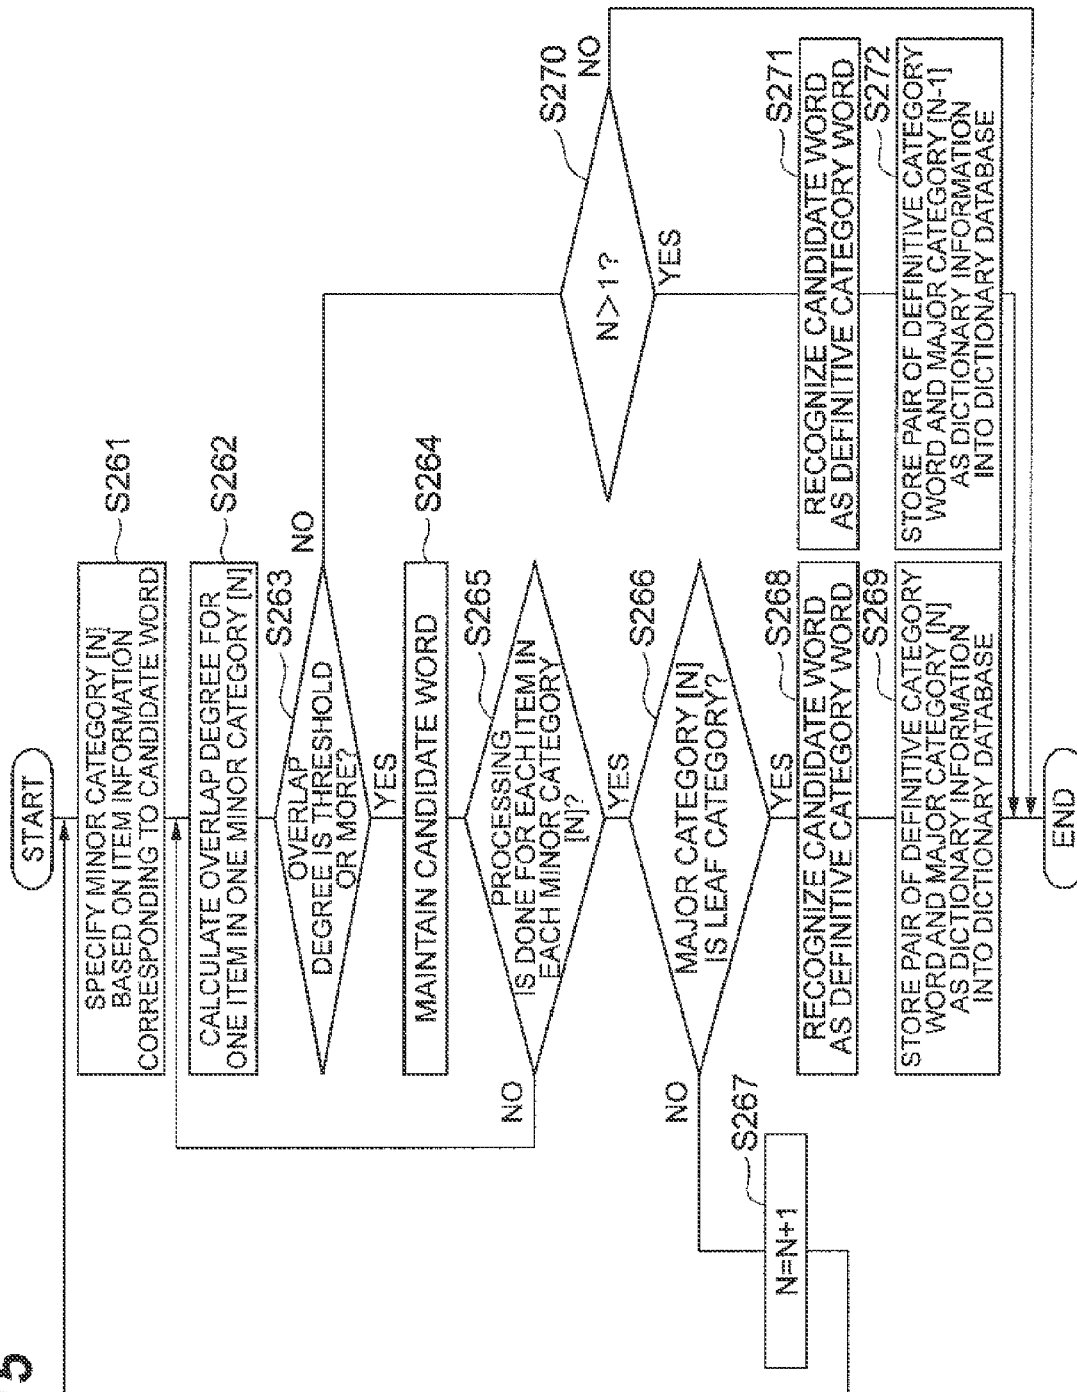 5
START
SPECIFY MINOR CATEGORY [N]
BASED ON ITEM INFORMATION
CORRESPONDING TO CANDIDATE WORD
S261
CALCULATE OVERLAP DEGREE FOR
ONE ITEM IN ONE MINOR CATEGORY [N]
S262
OVERLAP
DEGREE IS THRESHOLD
OR MORE?
S263
NO
YES
MAINTAIN CANDIDATE WORD
S264
PROCESSING
IS DONE FOR EACH ITEM IN
EACH MINOR CATEGORY
[N]?
S265
NO
YES
MAJOR CATEGORY [N]
IS LEAF CATEGORY?
S266
NO
YES
N=N+1
S267
RECOGNIZE CANDIDATE WORD
AS DEFINITIVE CATEGORY WORD
S268
STORE PAIR OF DEFINITIVE CATEGORY
WORD AND MAJOR CATEGORY [N]
AS DICTIONARY INFORMATION
INTO DICTIONARY DATABASE
S269
N>1?
S270
NO
YES
RECOGNIZE CANDIDATE WORD
AS DEFINITIVE CATEGORY WORD
S271
STORE PAIR OF DEFINITIVE CATEGORY
WORD AND MAJOR CATEGORY [N-1]
AS DICTIONARY INFORMATION
INTO DICTIONARY DATABASE
S272
END